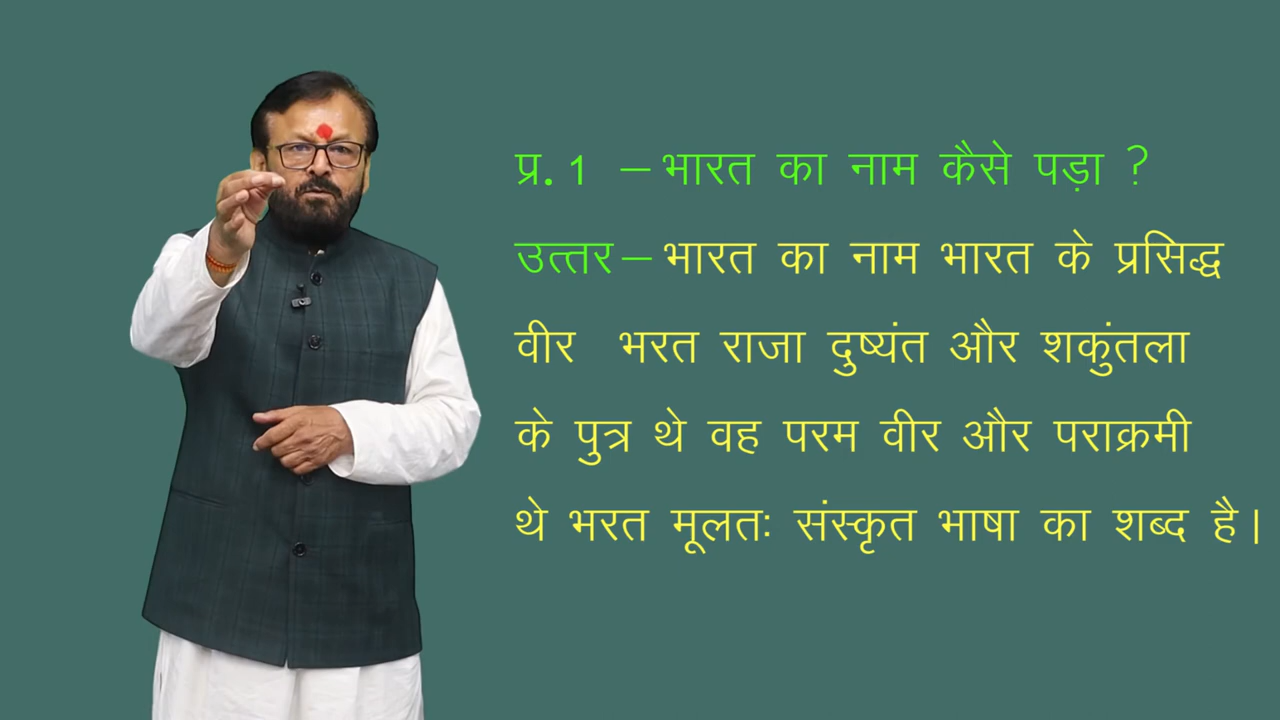 प्र. 1 – भारत का नाम कैसे पड़ा ?
उत्तर – भारत का नाम भारत के प्रसिद्ध
वीर भरत राजा दुष्यंत और शकुंतला
के पुत्र थे वह परम वीर और पराक्रमी
थे भरत मूलतः संस्कृत भाषा का शब्द है।